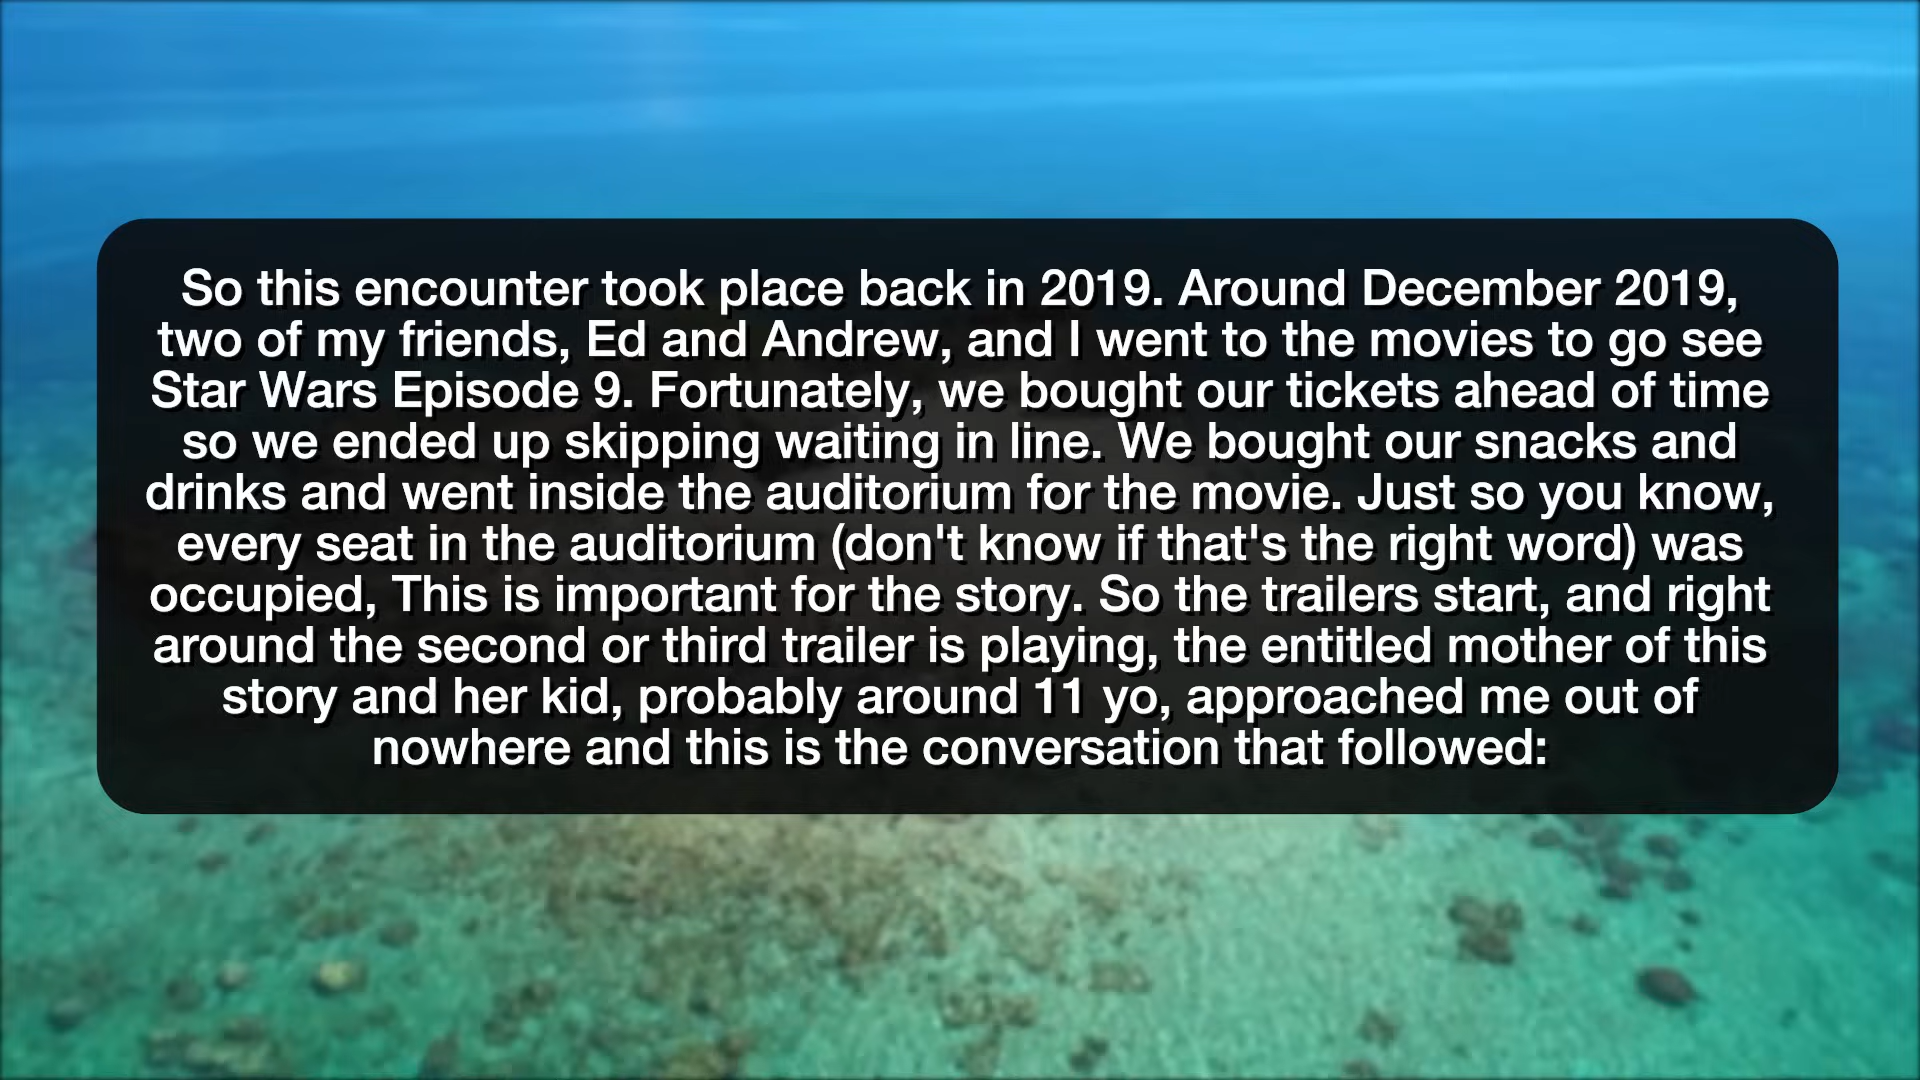 So this encounter took place back in 2019. Around December 2019,
two of my friends, Ed and Andrew, and I went to the movies to go see
Star Wars Episode 9. Fortunately, we bought our tickets ahead of time
so we ended up skipping waiting in line. We bought our snacks and
drinks and went inside the auditorium for the movie. Just so you know,
every seat in the auditorium (don't know if that's the right word) was
occupied, This is important for the story. So the trailers start, and right
around the second or third trailer is playing, the entitled mother of this
story and her kid, probably around 11 yo, approached me out of
nowhere and this is the conversation that followed: